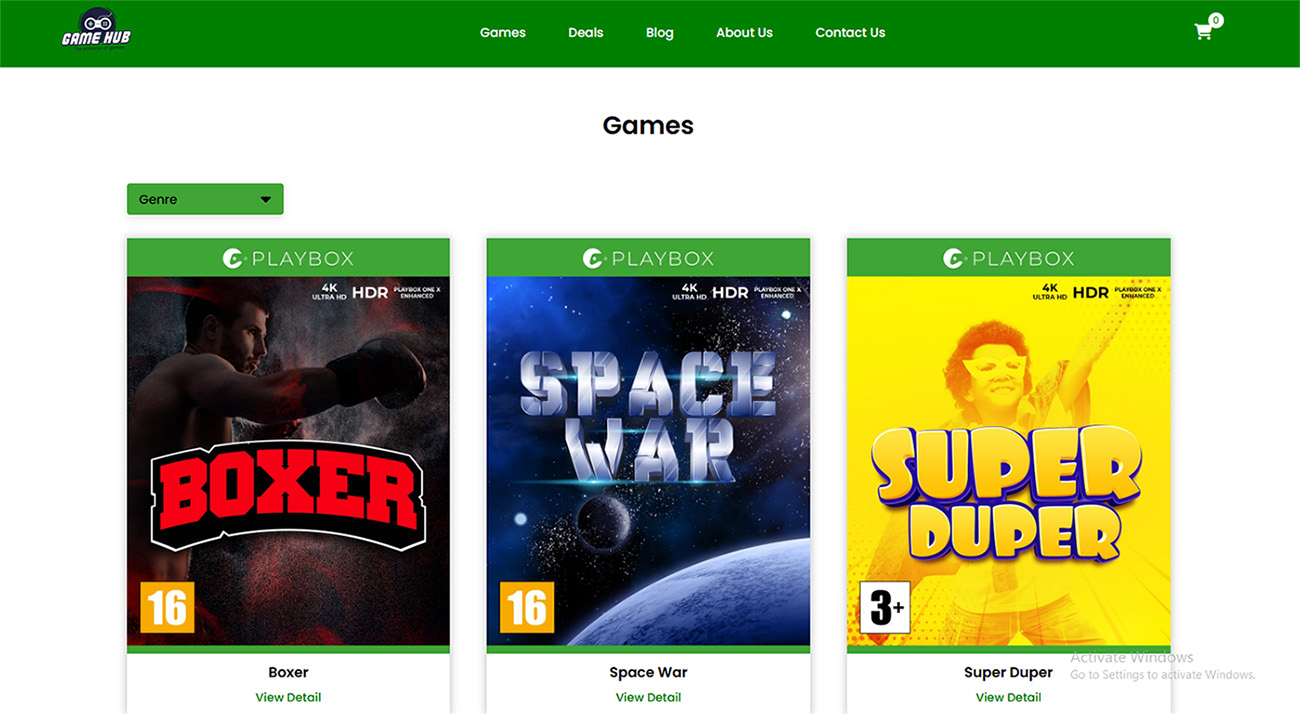 GAME HUB
Games
Deals
Blog
About Us
Contact Us
0
Games
Genre
PLAYBOX
4K
ULTRA HD
HDR
PLAYBOX ONE X
ENHANCED
BOXER
16
Boxer
View Detail
PLAYBOX
4K
ULTRA HD
HDR
PLAYBOX ONE X
ENHANCED
SPACE
WAR
16
Space War
View Detail
PLAYBOX
4K
ULTRA HD
HDR
PLAYBOX ONE X
ENHANCED
SUPER
DUPER
3+
Super Duper
View Detail
Activate Windows
Go to Settings to activate Windows.